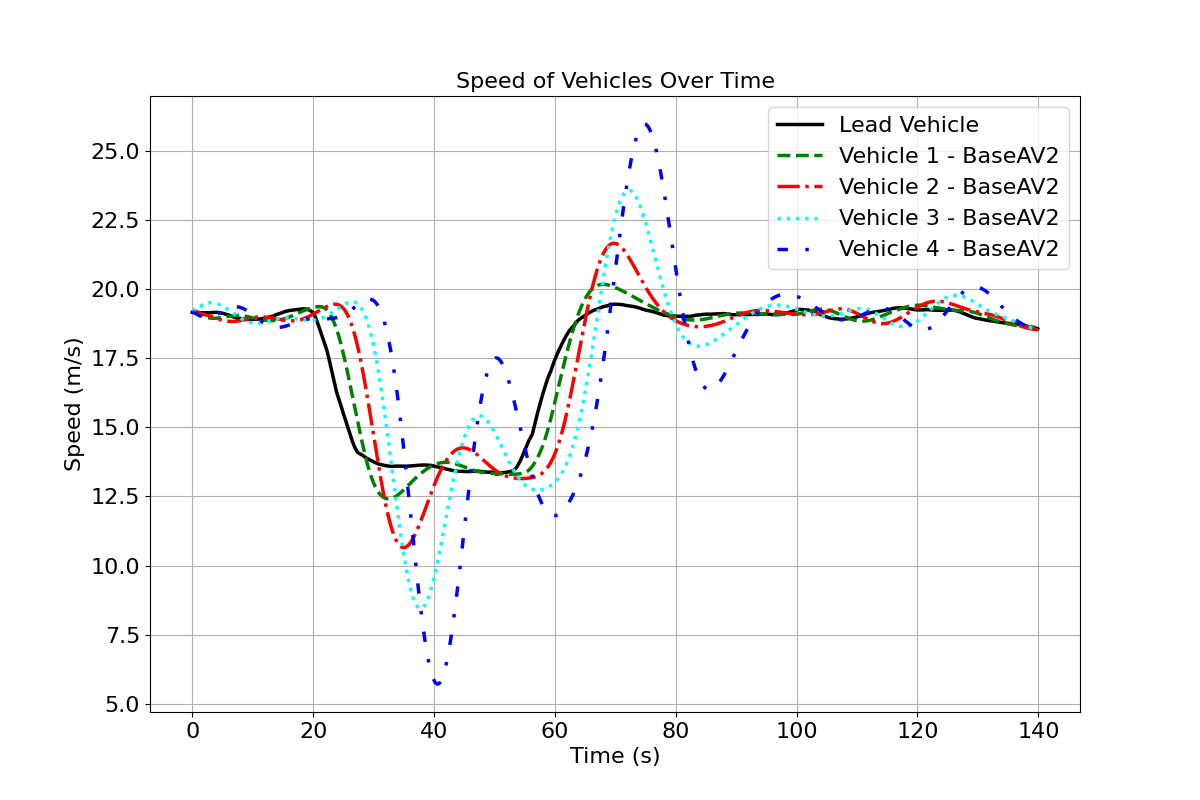 Speed of Vehicles Over Time
Lead Vehicle
Vehicle 1 - BaseAV2
Vehicle 2 - BaseAV2
Vehicle 3 - BaseAV2
Vehicle 4 - BaseAV2
Speed (m/s)
25.0
22.5
20.0
17.5
15.0
12.5
10.0
7.5
5.0
0 20 40 60 80 100 120 140
Time (s)